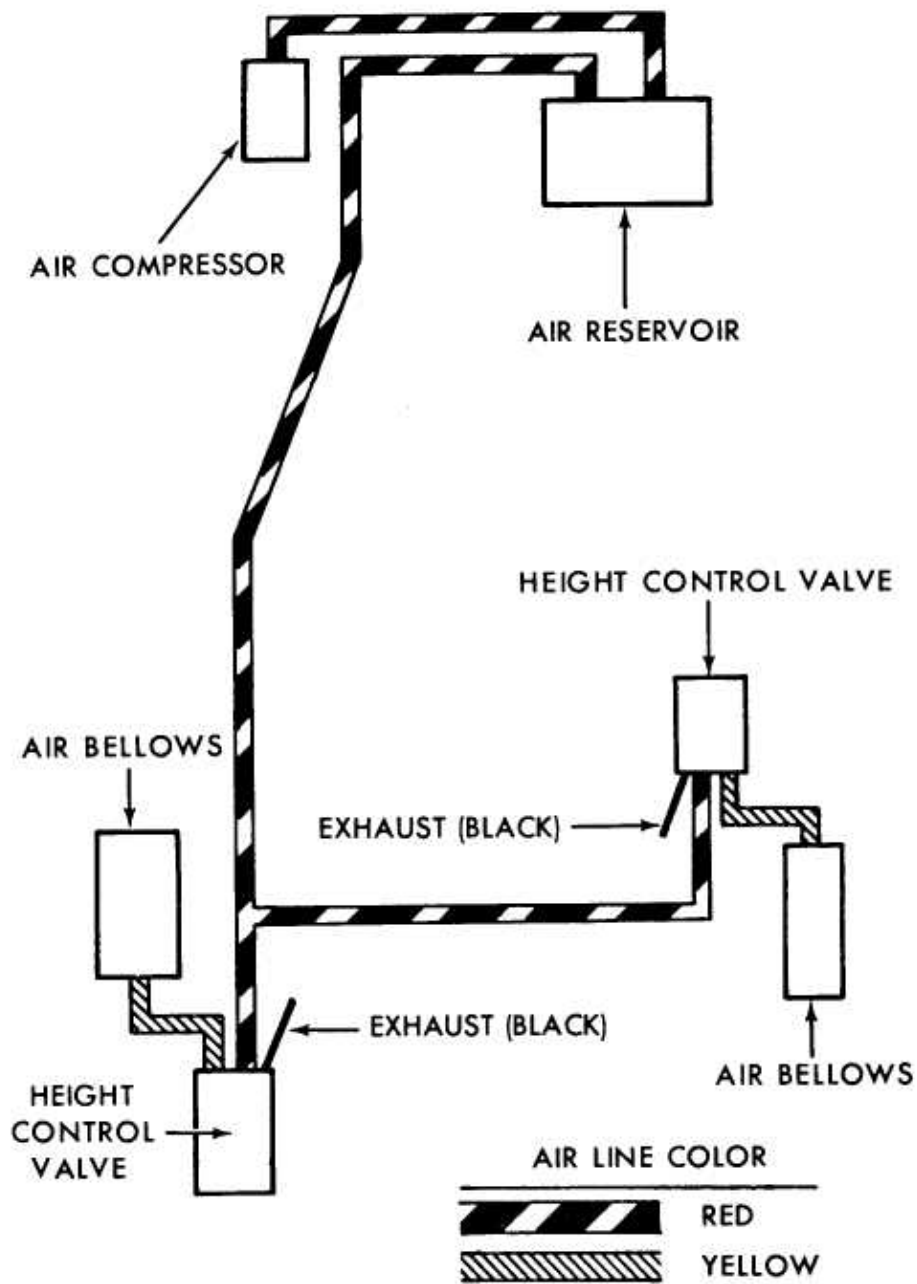 AIR COMPRESSOR
AIR RESERVOIR
HEIGHT CONTROL VALVE
AIR BELLOWS
EXHAUST (BLACK)
EXHAUST (BLACK)
AIR BELLOWS
HEIGHT
CONTROL
VALVE
AIR LINE COLOR
RED
YELLOW